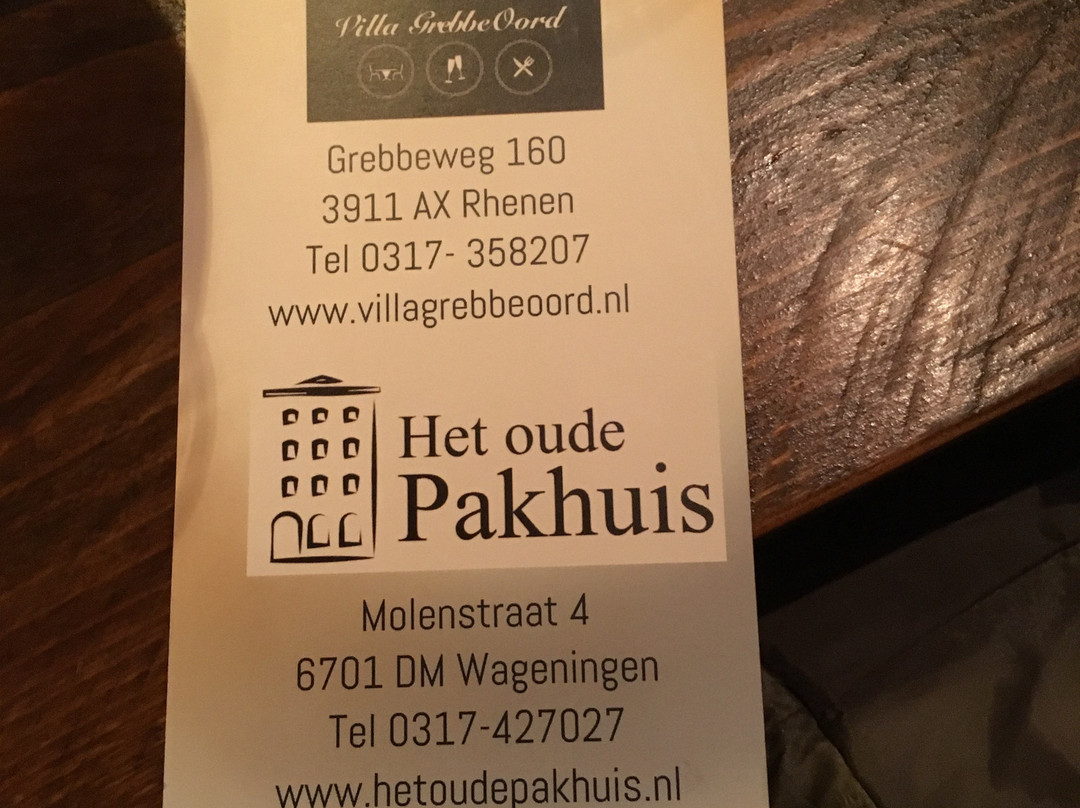 Villa GrebbeOord
Grebbeweg 160
3911 AX Rhenen
Tel 0317- 358207
www.villagrebbeoord.nl
Het oude
Pakhuis
Molenstraat 4
6701 DM Wageningen
Tel 0317-427027
www.hetoudepakhuis.nl